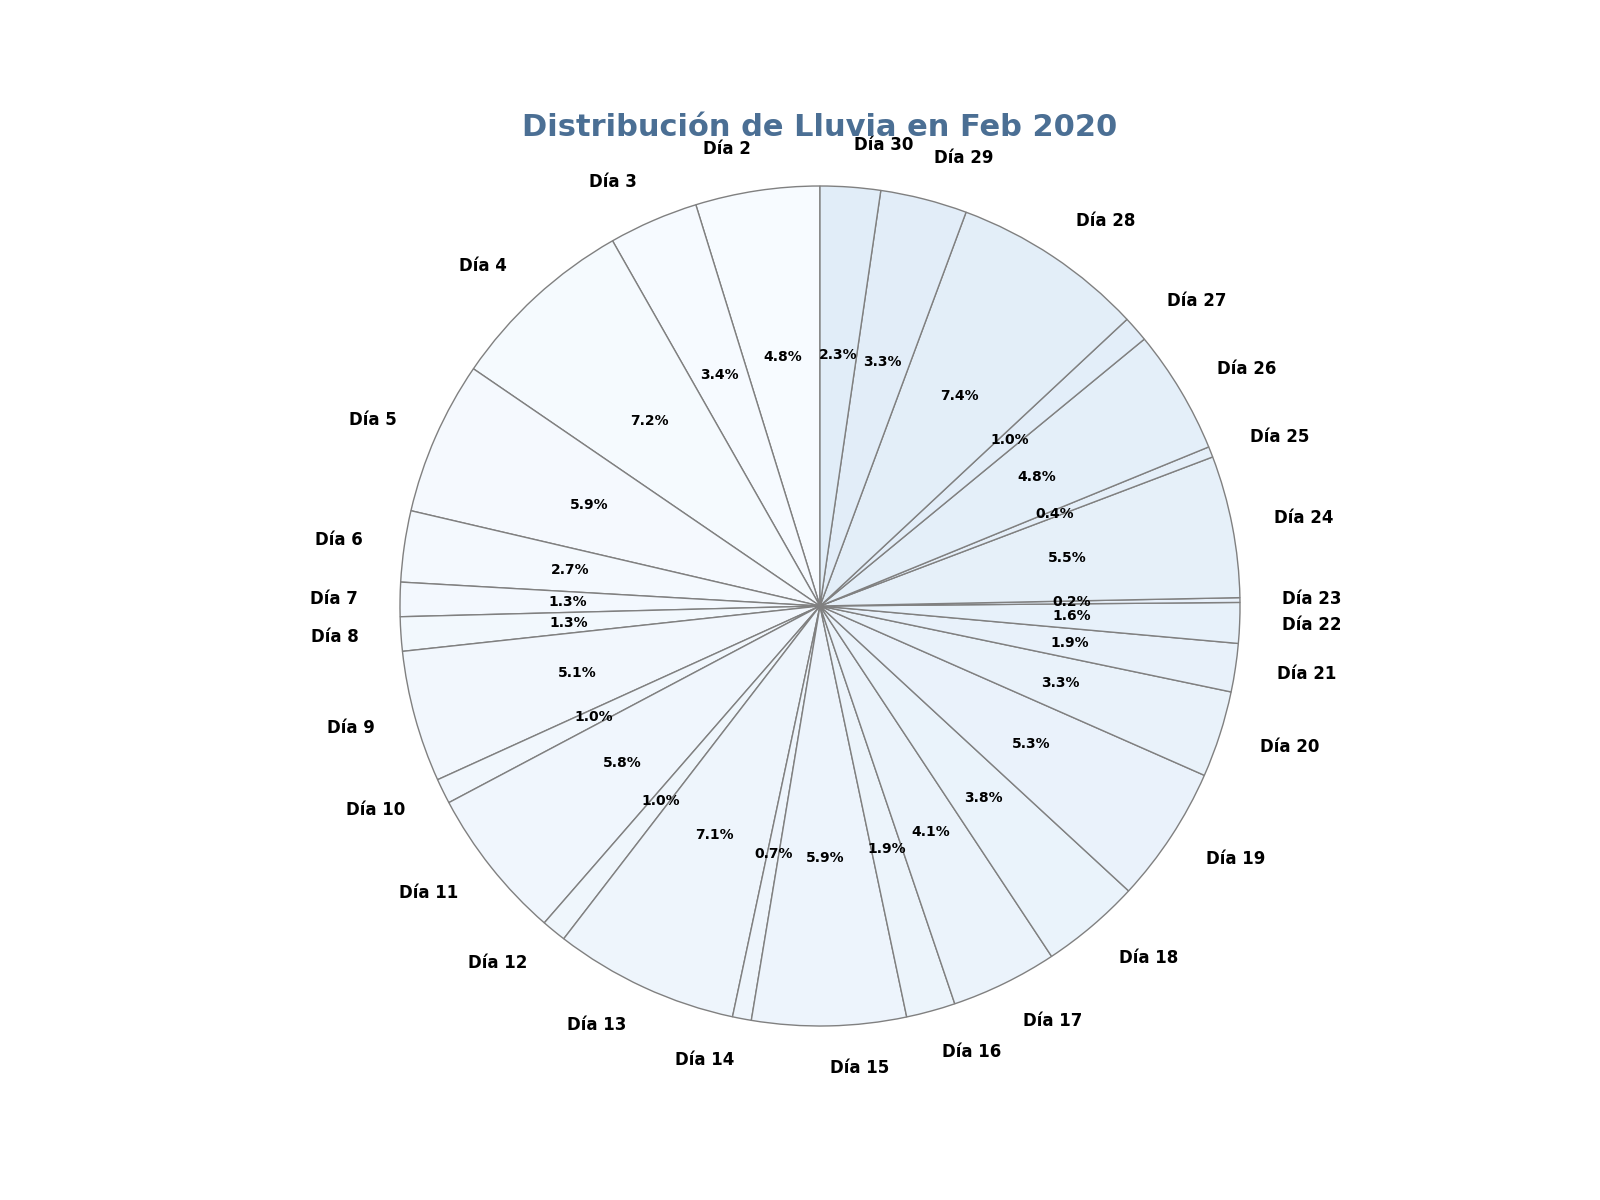 Distribución de Lluvia en Feb 2020
Día 2
4.8%
Día 3
3.4%
Día 4
7.2%
Día 5
5.9%
Día 6
2.7%
Día 7
1.3%
Día 8
1.3%
Día 9
5.1%
Día 10
1.0%
Día 11
5.8%
Día 12
1.0%
Día 13
7.1%
Día 14
0.7%
Día 15
5.9%
Día 16
1.9%
Día 17
4.1%
Día 18
3.8%
Día 19
5.3%
Día 20
3.3%
Día 21
1.9%
Día 22
1.6%
Día 23
0.2%
Día 24
5.5%
Día 25
0.4%
Día 26
4.8%
Día 27
1.0%
Día 28
7.4%
Día 29
3.3%
Día 30
2.3%